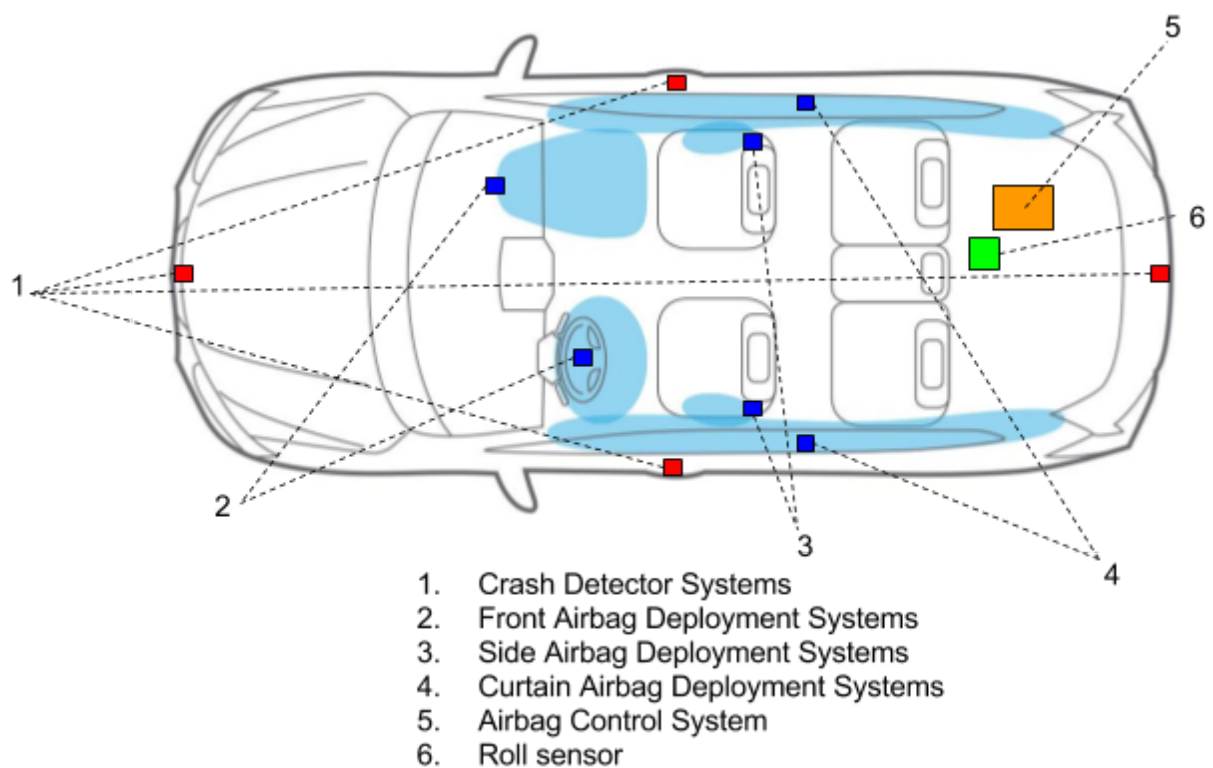 5
6
1
2
3
4
1. Crash Detector Systems
2. Front Airbag Deployment Systems
3. Side Airbag Deployment Systems
4. Curtain Airbag Deployment Systems
5. Airbag Control System
6. Roll sensor